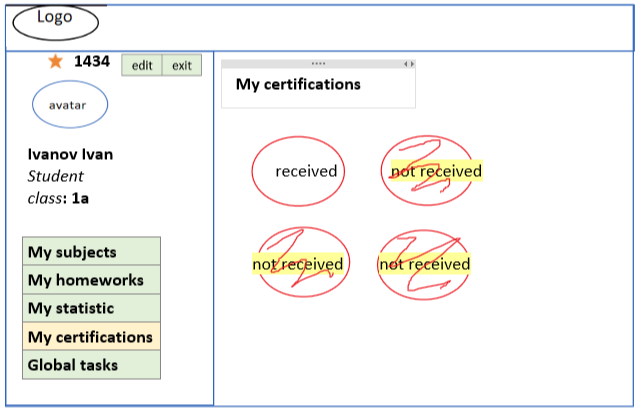 Logo
1434
edit exit
avatar
Ivanov Ivan
Student
class: 1a
My subjects
My homeworks
My statistic
My certifications
Global tasks
My certifications
received not received
not received not received